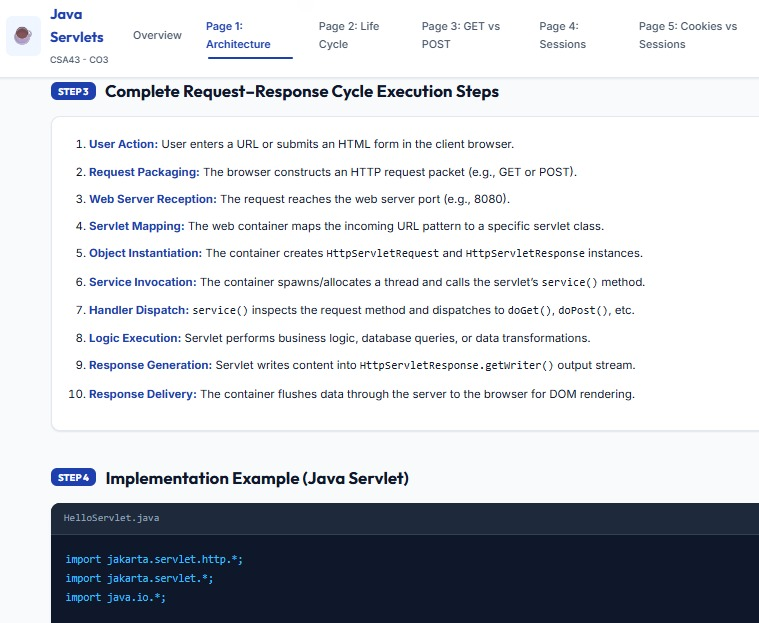 Java
Servlets
CSA43 - CO3
Overview
Page 1:
Architecture
Page 2: Life
Cycle
Page 3: GET vs
POST
Page 4:
Sessions
Page 5: Cookies vs
Sessions
STEP 3 Complete Request–Response Cycle Execution Steps
1. User Action: User enters a URL or submits an HTML form in the client browser.
2. Request Packaging: The browser constructs an HTTP request packet (e.g., GET or POST).
3. Web Server Reception: The request reaches the web server port (e.g., 8080).
4. Servlet Mapping: The web container maps the incoming URL pattern to a specific servlet class.
5. Object Instantiation: The container creates HttpServletRequest and HttpServletResponse instances.
6. Service Invocation: The container spawns/allocates a thread and calls the servlet's service() method.
7. Handler Dispatch: service() inspects the request method and dispatches to doGet(), doPost(), etc.
8. Logic Execution: Servlet performs business logic, database queries, or data transformations.
9. Response Generation: Servlet writes content into HttpServletResponse.getWriter() output stream.
10. Response Delivery: The container flushes data through the server to the browser for DOM rendering.
STEP 4 Implementation Example (Java Servlet)
HelloServlet.java
import jakarta.servlet.http.*;
import jakarta.servlet.*;
import java.io.*;